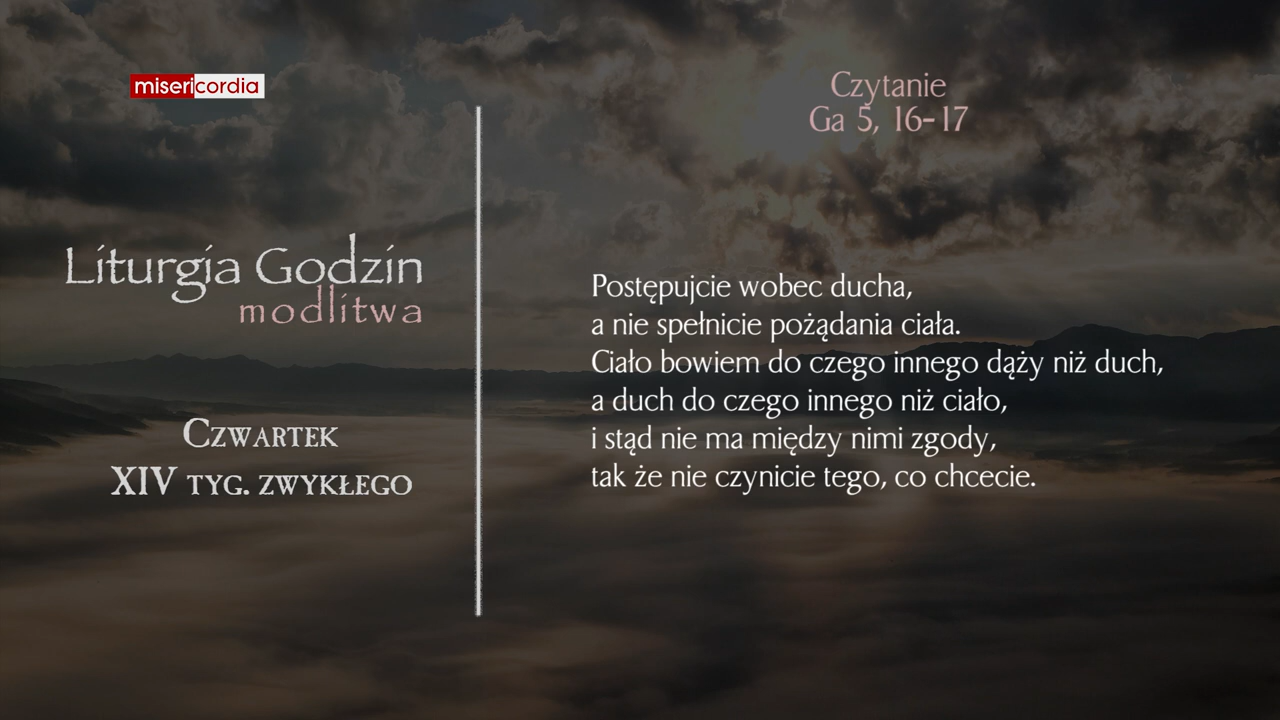 misericordia
Liturgia Godzin
modlitwa
Czwartek
XIV tyg. zwykłego
Czytanie
Ga 5, 16-17
Postępujcie wobec ducha,
a nie spełnicie pożądania ciała.
Ciało bowiem do czego innego dąży niż duch,
a duch do czego innego niż ciało,
i stąd nie ma między nimi zgody,
tak że nie czynicie tego, co chcecie.